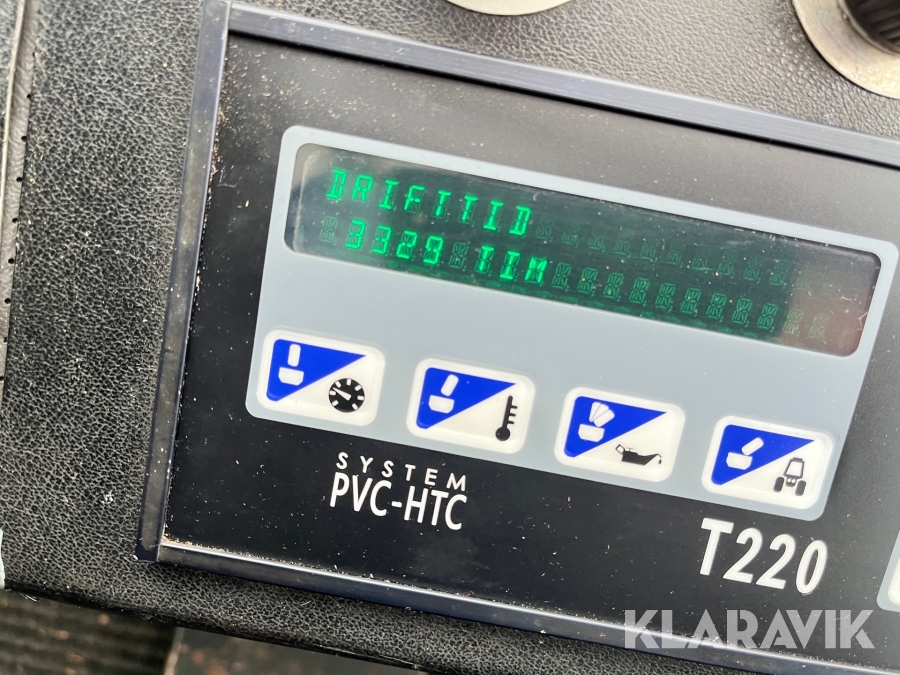 DRIFTTID
3329 TIM
SYSTEM
PVC-HTC
T220
KLARAVIK